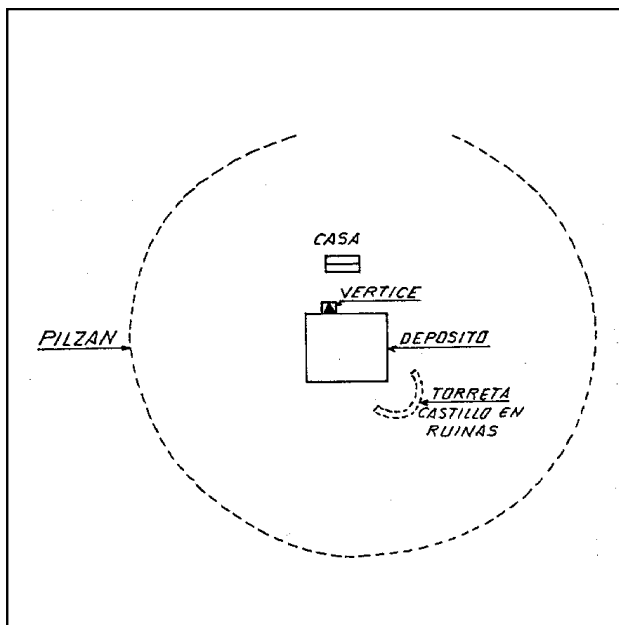 CASA
VERTICE
PILZAN
DEPOSITO
TORRETA
CASTILLO EN
RUINAS